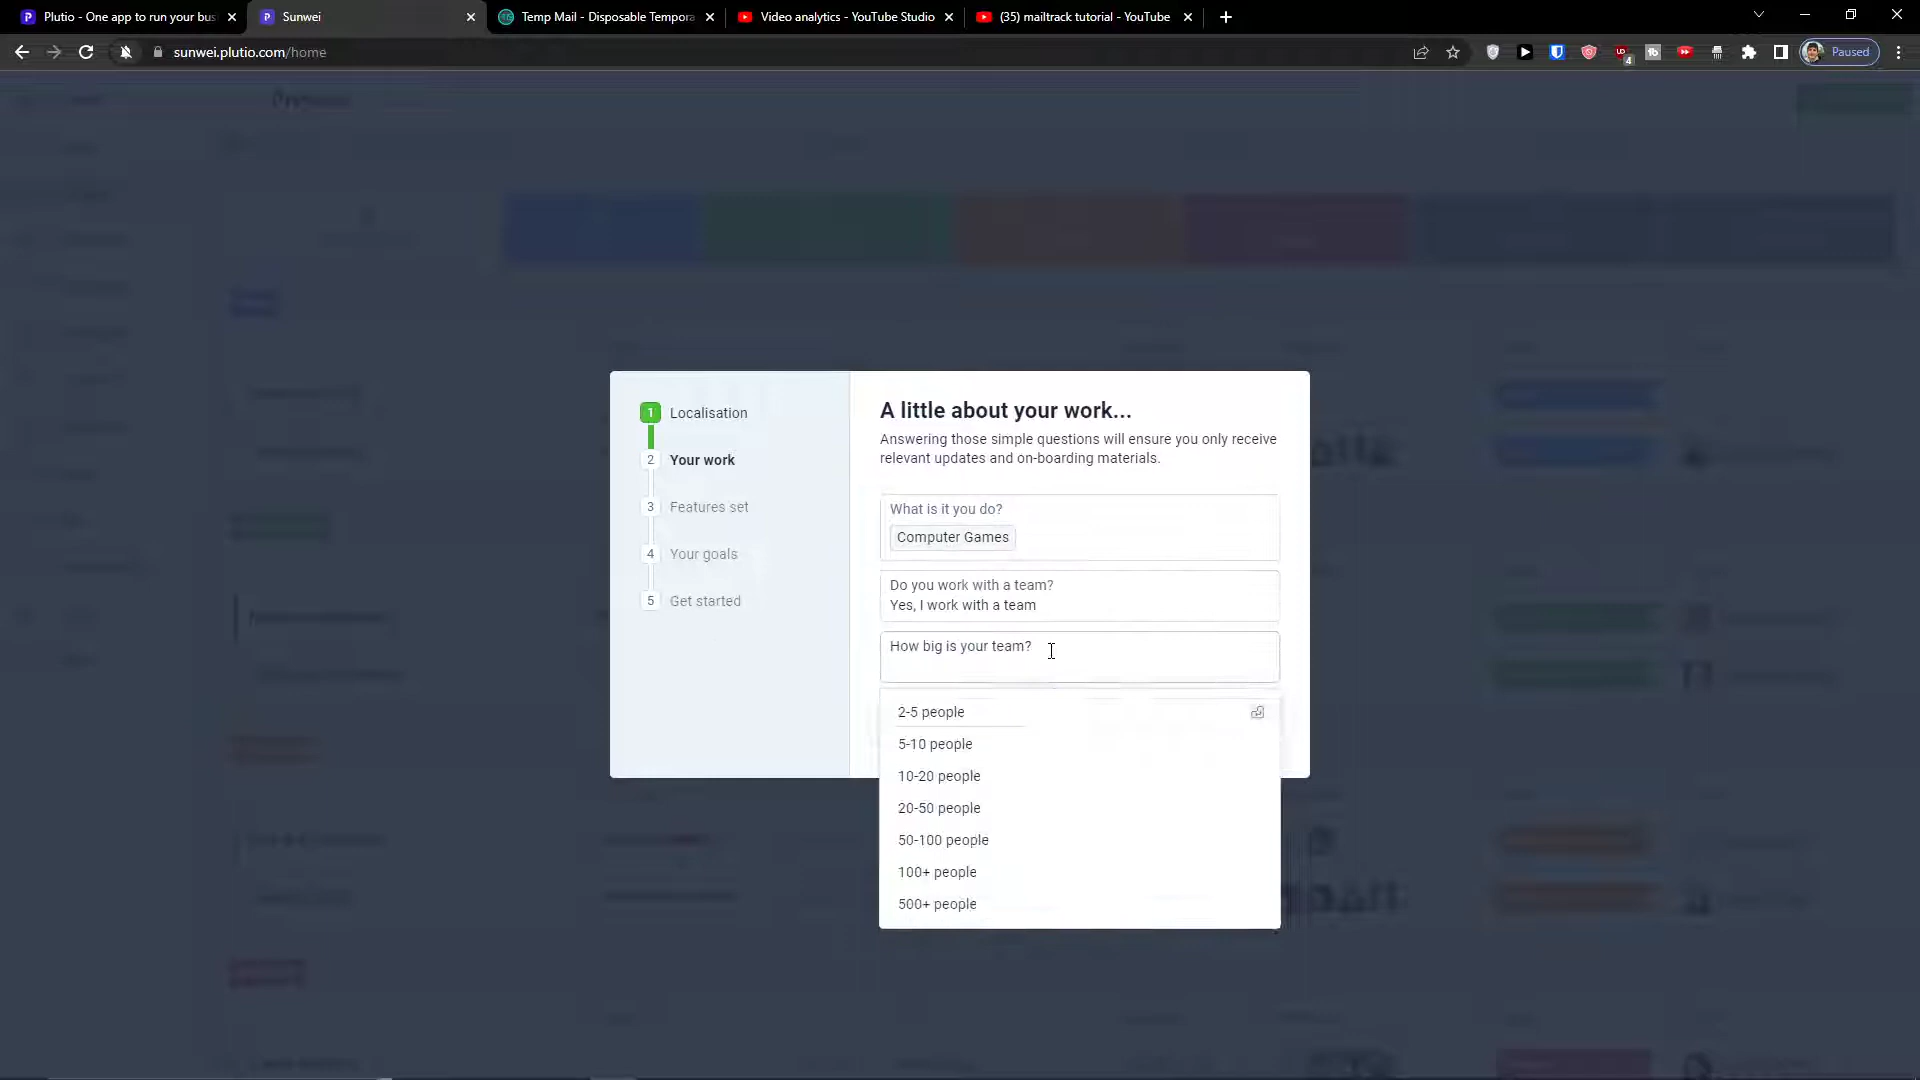 Plutio - One app to run your bus
Sunwei
Temp Mail - Disposable Tempora
Video analytics - YouTube Studio
(35) mailtrack tutorial - YouTube
sunwei.plutio.com/home
4
Paused
1 Localisation
2 Your work
3 Features set
4 Your goals
5 Get started
A little about your work...
Answering those simple questions will ensure you only receive
relevant updates and on-boarding materials.
What is it you do?
Computer Games
Do you work with a team?
Yes, I work with a team
How big is your team?
2-5 people
5-10 people
10-20 people
20-50 people
50-100 people
100+ people
500+ people